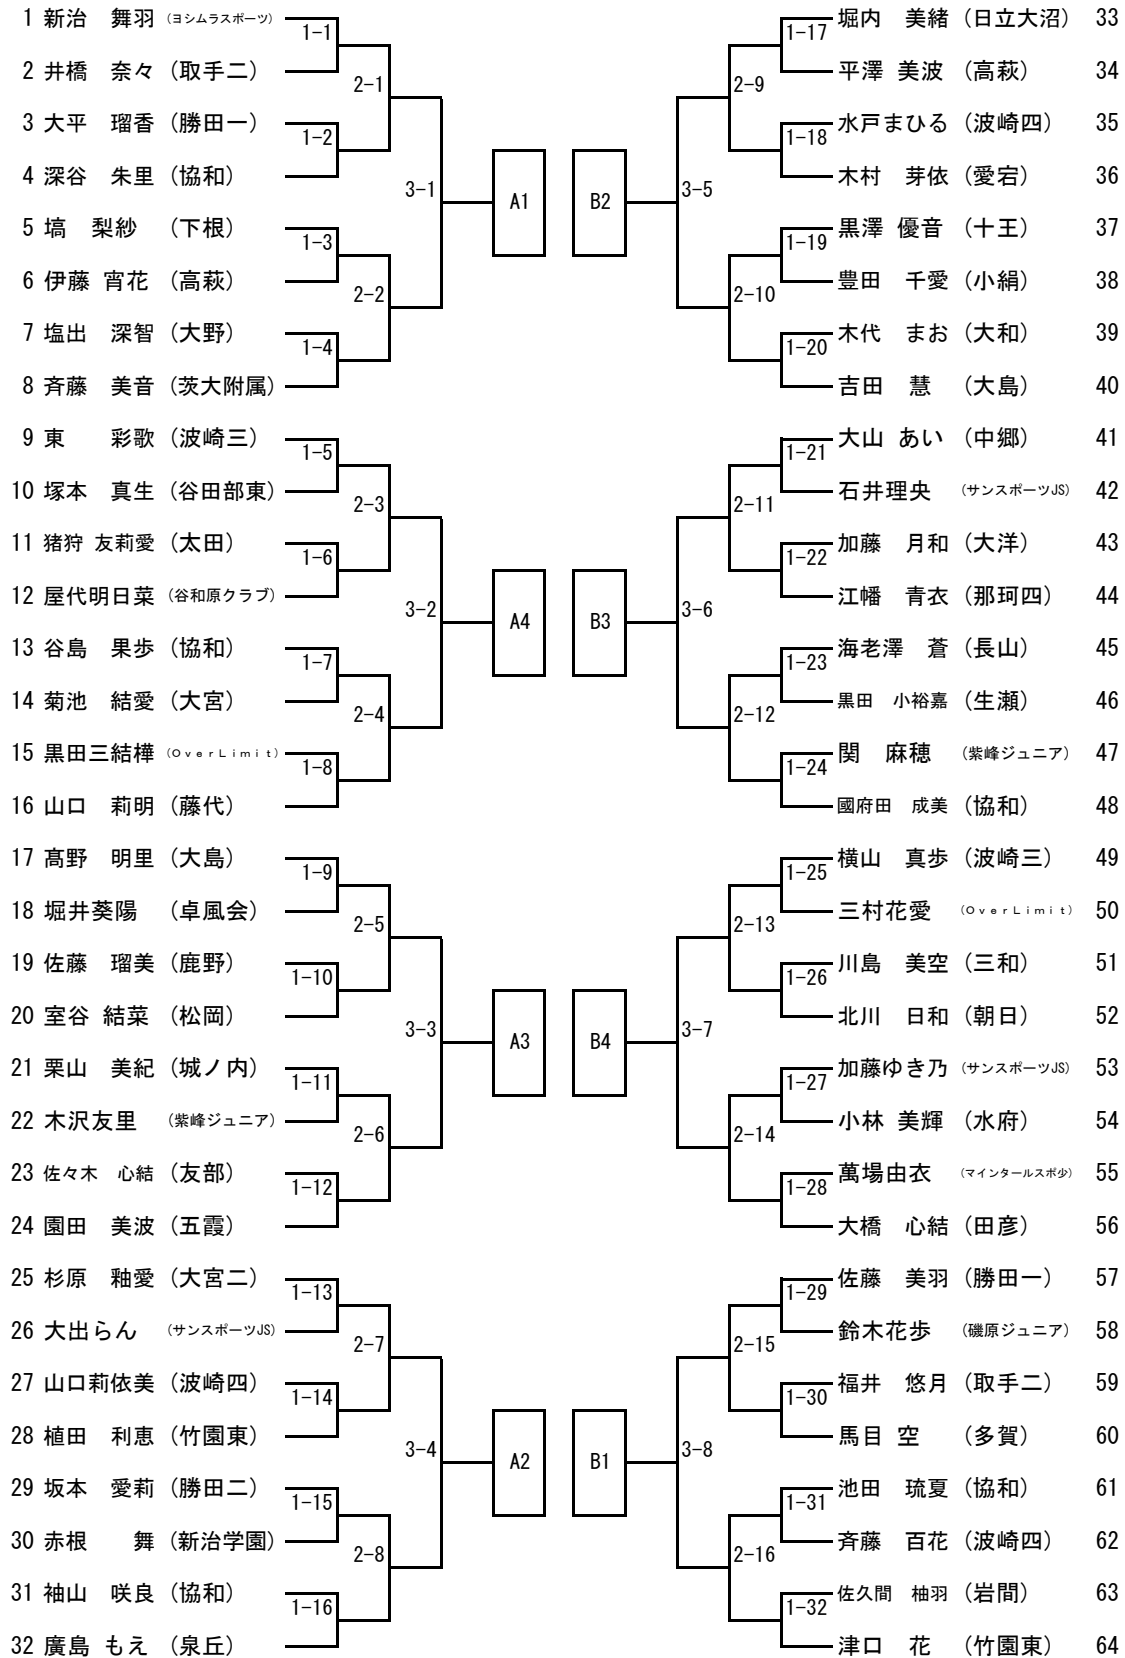 1 新治　舞羽 （ヨシムラスポーツ）
1-1
2 井橋　奈々 （取手二）
2-1
3 大平　瑠香 （勝田一）
1-2
4 深谷　朱里 （協和）
3-1
A1
5 塙　梨紗 （下根）
1-3
6 伊藤 宵花 （高萩）
2-2
7 塩出　深智 （大野）
1-4
8 斉藤　美音 （茨大附属）
9 東　　彩歌 （波崎三）
1-5
10 塚本　真生 （谷田部東）
2-3
11 猪狩 友莉愛 （太田）
1-6
12 屋代明日菜 （谷和原クラブ）
3-2
A4
13 谷島　果歩 （協和）
1-7
14 菊池　結愛 （大宮）
2-4
15 黒田三結樺 （ＯｖｅｒＬｉｍｉｔ）
1-8
16 山口　莉明 （藤代）
17 髙野　明里 （大島）
1-9
18 堀井葵陽 （卓風会）
2-5
19 佐藤　瑠美 （鹿野）
1-10
20 室谷 結菜 （松岡）
3-3
A3
21 栗山　美紀 （城ノ内）
1-11
22 木沢友里 （紫峰ジュニア）
2-6
23 佐々木　心結 （友部）
1-12
24 園田　美波 （五霞）
25 杉原　釉愛 （大宮二）
1-13
26 大出らん （サンスポーツJS）
2-7
27 山口莉依美 （波崎四）
1-14
28 植田　利恵 （竹園東）
3-4
A2
29 坂本　愛莉 （勝田二）
1-15
30 赤根　　舞 （新治学園）
2-8
31 袖山　咲良 （協和）
1-16
32 廣島 もえ （泉丘）
堀内　美緒 （日立大沼） 33
1-17
平澤 美波 （高萩） 34
2-9
水戸まひる （波崎四） 35
1-18
木村　芽依 （愛宕） 36
B2
3-5
黒澤 優音 （十王） 37
1-19
豊田　千愛 （小絹） 38
2-10
木代　まお （大和） 39
1-20
吉田　慧 （大島） 40
大山 あい （中郷） 41
1-21
石井理央 （サンスポーツJS） 42
2-11
加藤　月和 （大洋） 43
1-22
江幡　青衣 （那珂四） 44
B3
3-6
海老澤　蒼 （長山） 45
1-23
黒田　小裕嘉 （生瀬） 46
2-12
関　麻穂 （紫峰ジュニア） 47
1-24
國府田　成美 （協和） 48
横山　真歩 （波崎三） 49
1-25
三村花愛 （ＯｖｅｒＬｉｍｉｔ） 50
2-13
川島　美空 （三和） 51
1-26
北川　日和 （朝日） 52
B4
3-7
加藤ゆき乃 （サンスポーツJS） 53
1-27
小林 美輝 （水府） 54
2-14
萬場由衣 （マインタールスポ少） 55
1-28
大橋　心結 （田彦） 56
佐藤　美羽 （勝田一） 57
1-29
鈴木花歩 （磯原ジュニア） 58
2-15
福井　悠月 （取手二） 59
1-30
馬目 空 （多賀） 60
B1
3-8
池田　琉夏 （協和） 61
1-31
斉藤　百花 （波崎四） 62
2-16
佐久間　柚羽 （岩間） 63
1-32
津口　花 （竹園東） 64